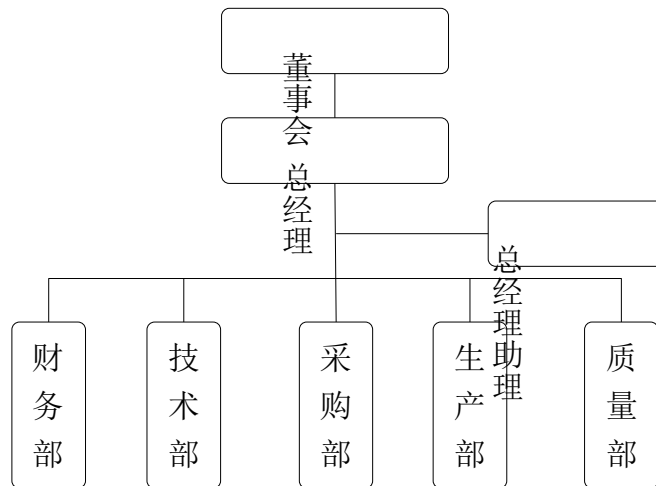 董事会
总经理
总经理助理
财务部
技术部
采购部
生产部
质量部